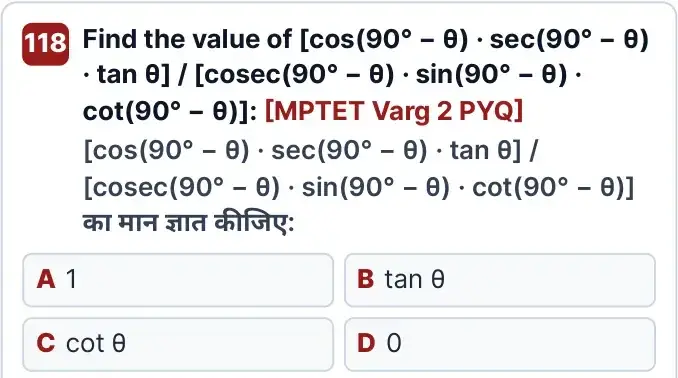 118 Find the value of [cos(90° − θ) · sec(90° − θ)
· tan θ] / [cosec(90° − θ) · sin(90° − θ) ·
cot(90° − θ)]: [MPTET Varg 2 PYQ]
[cos(90° − θ) · sec(90° − θ) · tan θ] /
[cosec(90° − θ) · sin(90° − θ) · cot(90° − θ)]
का मान ज्ञात कीजिए:
A 1
B tan θ
C cot θ
D 0